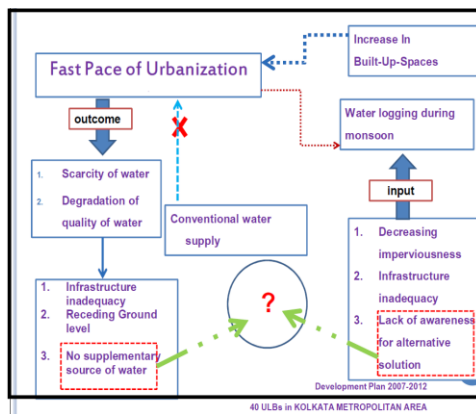 Increase In
Built-Up-Spaces
Fast Pace of Urbanization
Water logging during
monsoon
outcome
X
1. Scarcity of water
2. Degradation of
quality of water
Conventional water
supply
input
1. Decreasing
imperviousness
2. Infrastructure
inadequacy
3. Lack of awareness
for alternative
solution
1. Infrastructure
inadequacy
2. Receding Ground
level
3. No supplementary
source of water
?
Development Plan 2007-2012
40 ULBs in KOLKATA METROPOLITAN AREA